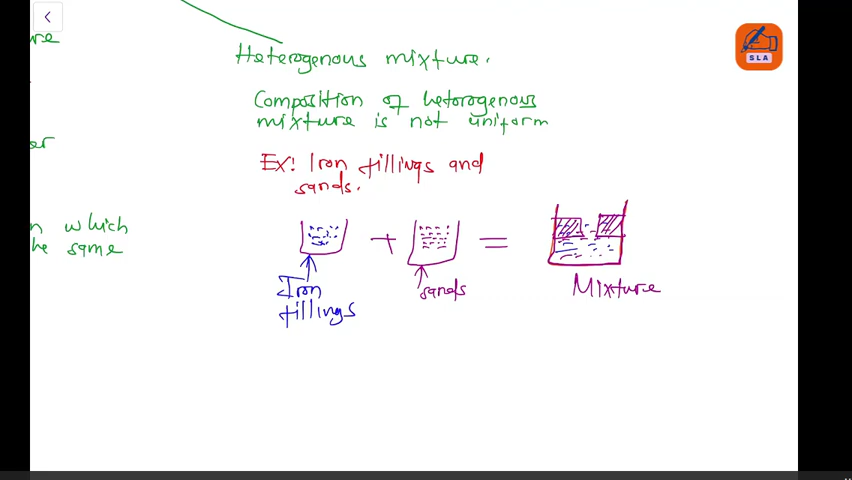 ure
er
n which
he same
Heterogenous mixture.
Composition of heterogenous
mixture is not uniform
Ex: Iron fillings and
sands.
+
=
Iron
fillings
sands
Mixture
SLA